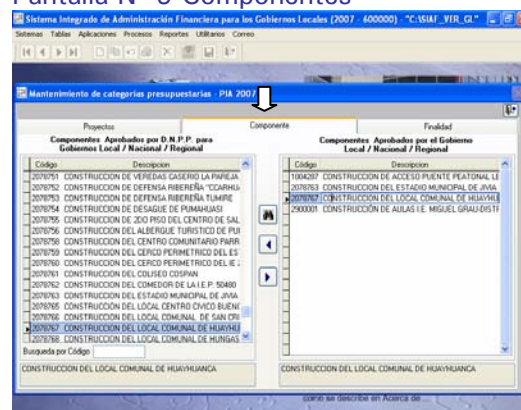 Pantalla N° 5 Componentes
Sistema Integrado de Administración Financiera para los Gobiernos Locales (2007 - 600000) - "C:\SIAF_VIR_GL"
Sistemas Tablas Aplicaciones Procesos Reportes Utilitarios Correo
Mantenimiento de categorias presupuestarias - PIA 2007
Proyectos Componente Finalidad
Componentes Aprobados por D.N.P.P. para
Gobiernos Local / Nacional / Regional
Código Descripcion
2078751 CONSTRUCCION DE VEREDAS CASERIO LA PAREJA
2078752 CONSTRUCCION DE DEFENSA RIBEREÑA "CCARHU
2078753 CONSTRUCCION DE DEFENSA RIBEREÑA TUMIRE
2078754 CONSTRUCCION DE DESAGUE DE PUMAHUASI
2078755 CONSTRUCCION DE 2DO PISO DEL CENTRO DE SAL
2078756 CONSTRUCCION DEL ALBERGUE TURISTICO DE PUI
2078758 CONSTRUCCION DEL CENTRO COMUNITARIO PARR
2078759 CONSTRUCCION DEL CERCO PERIMETRICO DEL ES
2078760 CONSTRUCCION DEL CERCO PERIMETRICO DEL IE
2078761 CONSTRUCCION DEL COLISEO COSPAN
2078762 CONSTRUCCION DEL COMEDOR DE LA I.E.P. 50480
2078763 CONSTRUCCION DEL ESTADIO MUNICIPAL DE JIVIA
2078765 CONSTRUCCION DEL LOCAL CENTRO CIVICO BUENO
2078766 CONSTRUCCION DEL LOCAL COMUNAL DE SAN CRI
2078767 CONSTRUCCION DEL LOCAL COMUNAL DE HUAYHU
2078768 CONSTRUCCION DEL LOCAL COMUNAL DE HUNGAS
Busqueda por Código
CONSTRUCCION DEL LOCAL COMUNAL DE HUAYHUANCA
Componentes Aprobados por el Gobierno
Local / Nacional / Regional
Código Descripcion
1004287 CONSTRUCCION DE ACCESO PUENTE PEATONAL LE
2078763 CONSTRUCCION DEL ESTADIO MUNICIPAL DE JIVIA
2078767 CONSTRUCCION DEL LOCAL COMUNAL DE HUAYHU
2900001 CONSTRUCCIÓN DE AULAS I.E. MIGUEL GRAU-DISTR
CONSTRUCCION DEL LOCAL COMUNAL DE HUAYHUANCA
como se describe en Acerca de ...